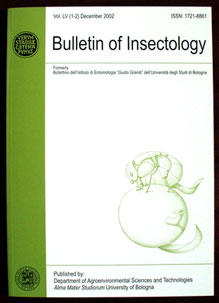 Vol. LV (1-2) December 2002 ISSN: 1721-8861
Bulletin of Insectology
Formerly
Bollettino dell'Istituto di Entomologia "Guido Grandi" dell'Università degli Studi di Bologna
Published by:
Department of Agroenvironmental Sciences and Technologies
Alma Mater Studiorum University of Bologna